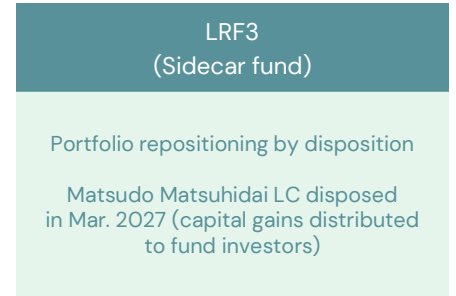 LRF3
(Sidecar fund)
Portfolio repositioning by disposition
Matsudo Matsuhidai LC disposed
in Mar. 2027 (capital gains distributed
to fund investors)